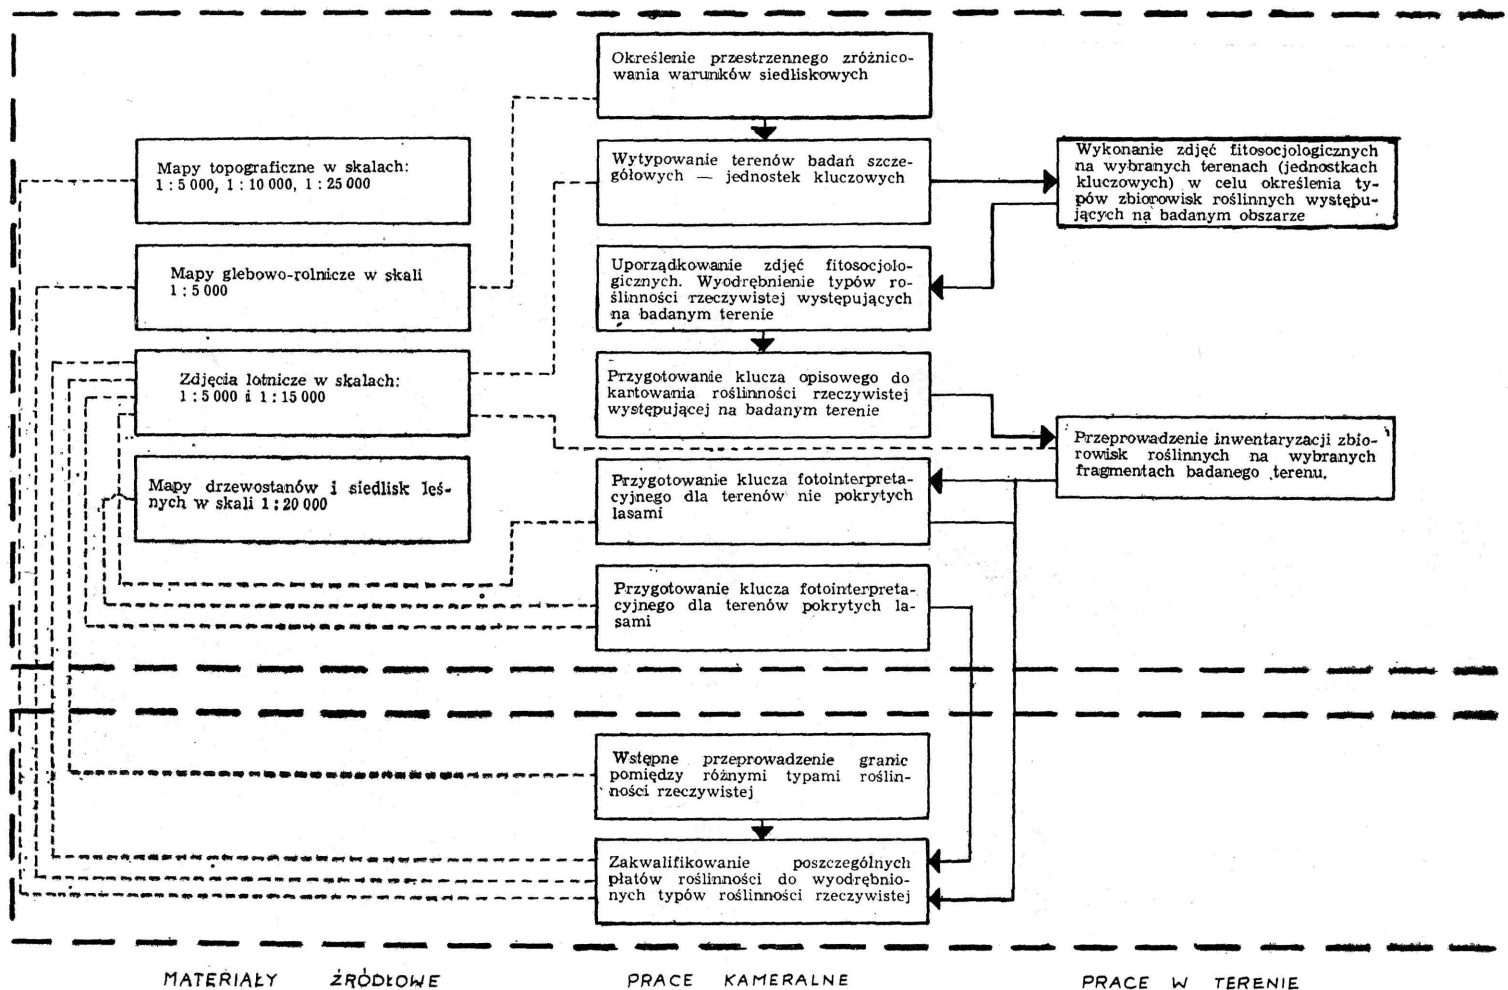 Określenie przestrzennego zróżnico-
wania warunków siedliskowych
Mapy topograficzne w skalach:
1 : 5 000, 1 : 10 000, 1 : 25 000
Wytypowanie terenów badań szcze-
gółowych — jednostek kluczowych
Wykonanie zdjęć fitosocjologicznych
na wybranych terenach (jednostkach
kluczowych) w celu określenia ty-
pów zbiorowisk roślinnych występu-
jących na badanym obszarze
Mapy glebowo-rolnicze w skali
1 : 5 000
Uporządkowanie zdjęć fitosocjolo-
gicznych. Wyodrębnienie typów ro-
ślinności rzeczywistej występujących
na badanym terenie
Zdjęcia lotnicze w skalach:
1 : 5 000 i 1 : 15 000
Przygotowanie klucza opisowego do
kartowania roślinności rzeczywistej
występującej na badanym terenie
Przeprowadzenie inwentaryzacji zbio-
rowisk roślinnych na wybranych
fragmentach badanego terenu.
Mapy drzewostanów i siedlisk leś-
nych w skali 1 : 20 000
Przygotowanie klucza fotointerpreta-
cyjnego dla terenów nie pokrytych
lasami
Przygotowanie klucza fotointerpreta-
cyjnego dla terenów pokrytych la-
sami
Wstępne przeprowadzenie granic
pomiędzy różnymi typami roślin-
ności rzeczywistej
Zakwalifikowanie poszczególnych
płatów roślinności do wyodrębnio-
nych typów roślinności rzeczywistej
MATERIAŁY ŹRÓDŁOWE
PRACE KAMERALNE
PRACE W TERENIE